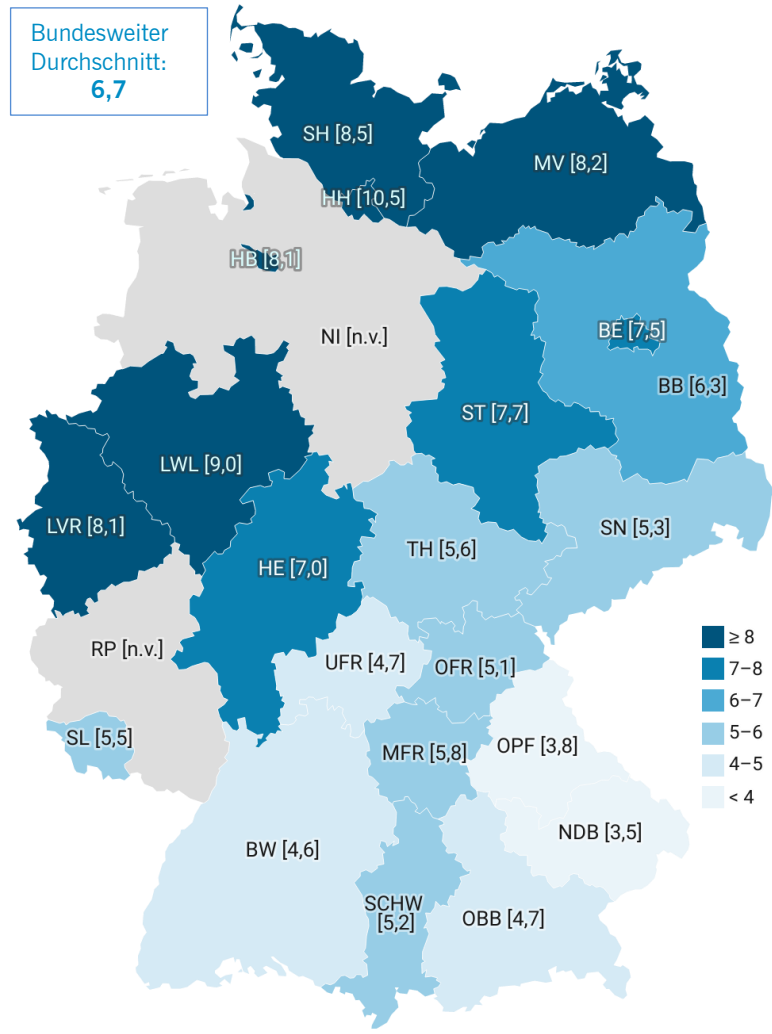 Bundesweiter
Durchschnitt:
6,7
SH [8,5]
MV [8,2]
HH [10,5]
HB [8,1]
NI [n.v.]
BE [7,5]
BB [6,3]
ST [7,7]
LWL [9,0]
LVR [8,1]
SN [5,3]
TH [5,6]
HE [7,0]
RP [n.v.]
UFR [4,7]
OFR [5,1]
SL [5,5]
MFR [5,8]
OPF [3,8]
NDB [3,5]
BW [4,6]
SCHW
[5,2]
OBB [4,7]
≥ 8
7–8
6–7
5–6
4–5
< 4